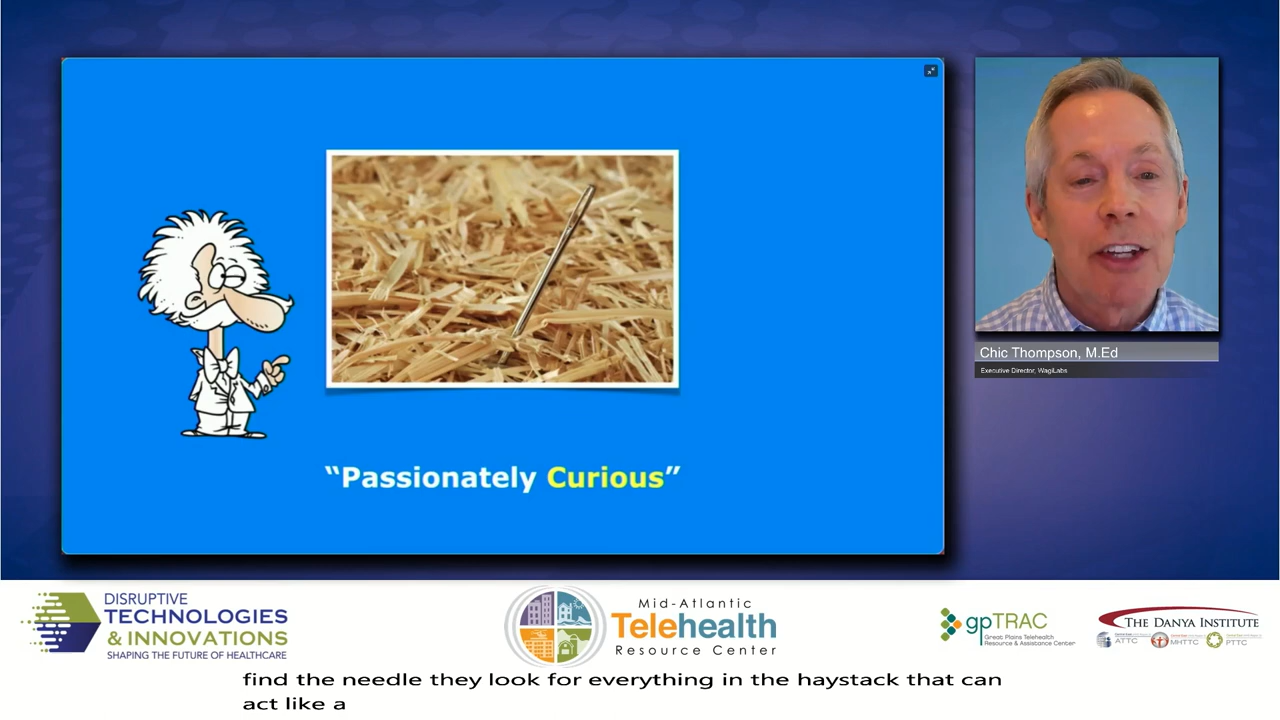 “Passionately Curious”
Chic Thompson, M.Ed
Executive Director, WagiLabs
DISRUPTIVE
TECHNOLOGIES
& INNOVATIONS
SHAPING THE FUTURE OF HEALTHCARE
Mid-Atlantic
Telehealth
Resource Center
gpTRAC
Great Plains Telehealth
Resource & Assistance Center
THE DANYA INSTITUTE
ATTC
MHTTC
PTTC
find the needle they look for everything in the haystack that can
act like a